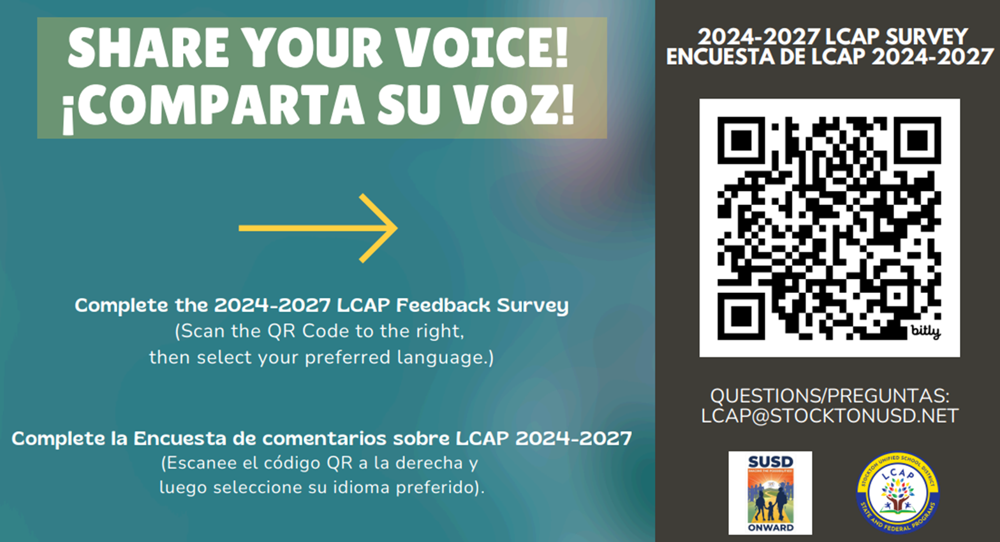 SHARE YOUR VOICE!
¡COMPARTA SU VOZ!
Complete the 2024-2027 LCAP Feedback Survey
(Scan the QR Code to the right,
then select your preferred language.)
Complete la Encuesta de comentarios sobre LCAP 2024-2027
(Escanee el código QR a la derecha y
luego seleccione su idioma preferido).
2024-2027 LCAP SURVEY
ENCUESTA DE LCAP 2024-2027
bitly
QUESTIONS/PREGUNTAS:
LCAP@STOCKTONUSD.NET
SUSD
IMAGINE THE POSSIBILITIES
ONWARD
STOCKTON UNIFIED SCHOOL DISTRICT
LCAP
STATE AND FEDERAL PROGRAMS